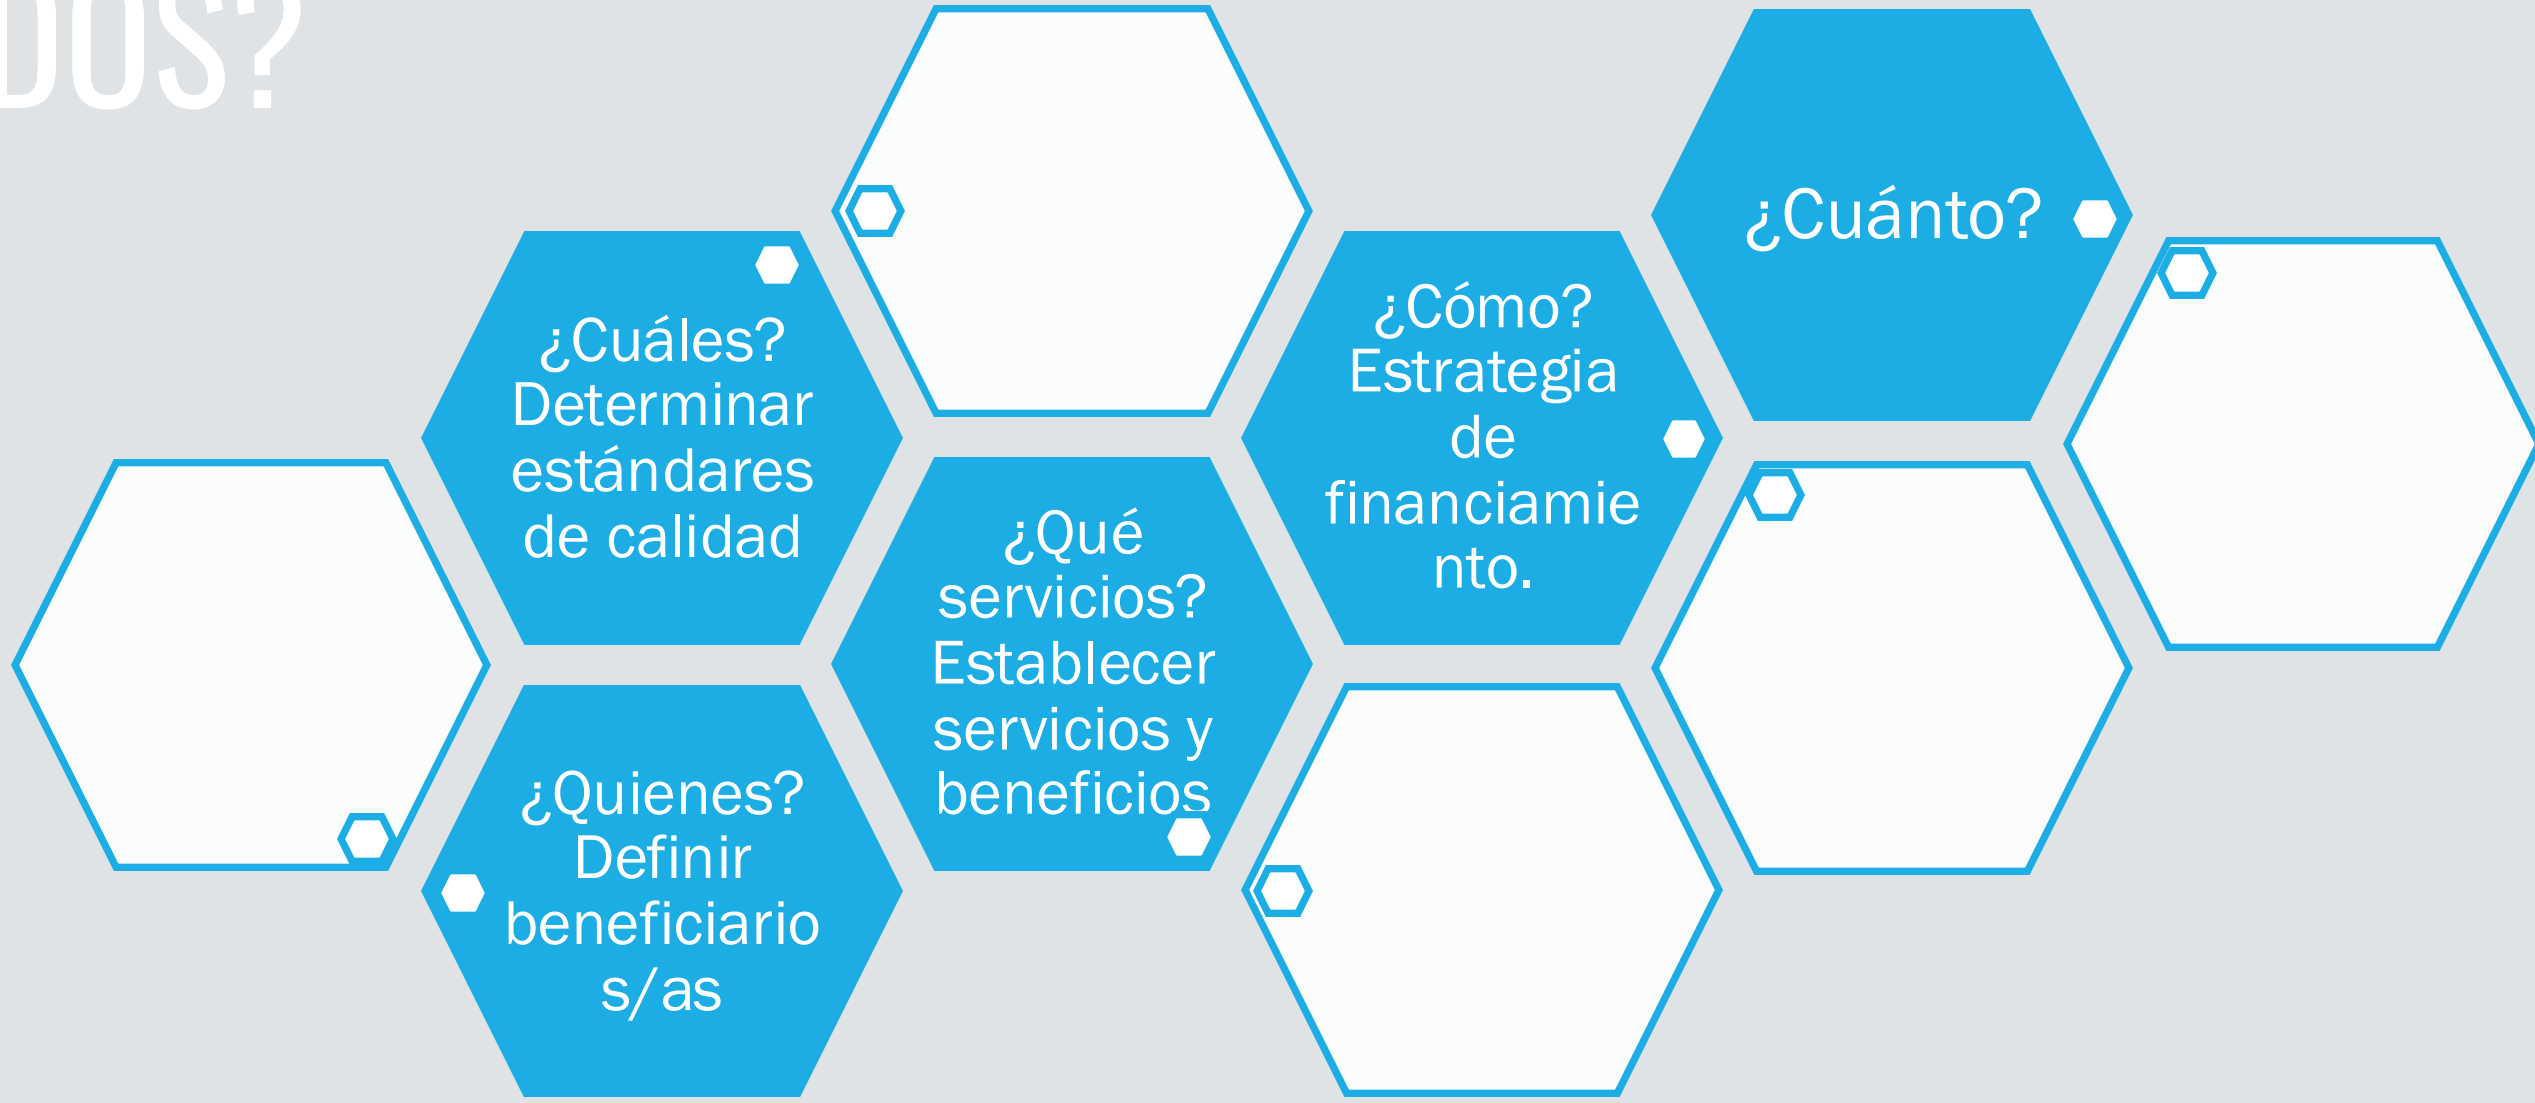 DOS?
¿Cuáles?
Determinar
estándares
de calidad
¿Quienes?
Definir
beneficiario
s/as
¿Qué
servicios?
Establecer
servicios y
beneficios
¿Cómo?
Estrategia
de
financiamie
nto.
¿Cuánto?